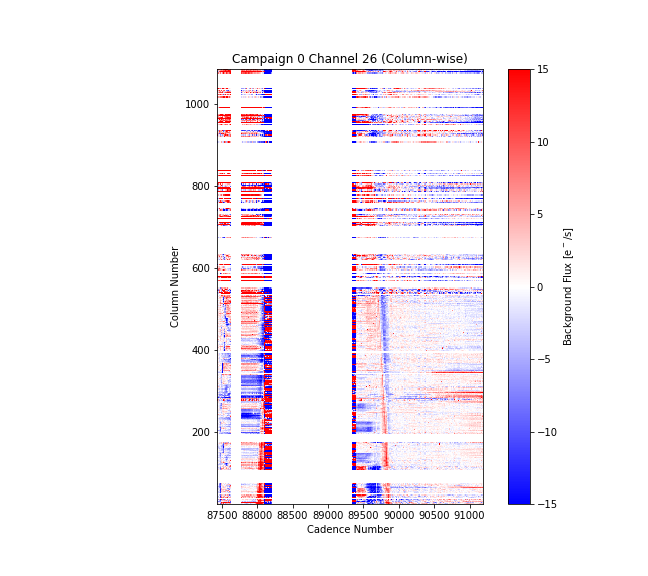 Campaign 0 Channel 26 (Column-wise)
1000
800
600
400
200
Column Number
87500 88000 88500 89000 89500 90000 90500 91000
Cadence Number
15
10
5
0
−5
−10
−15
Background Flux [e⁻/s]